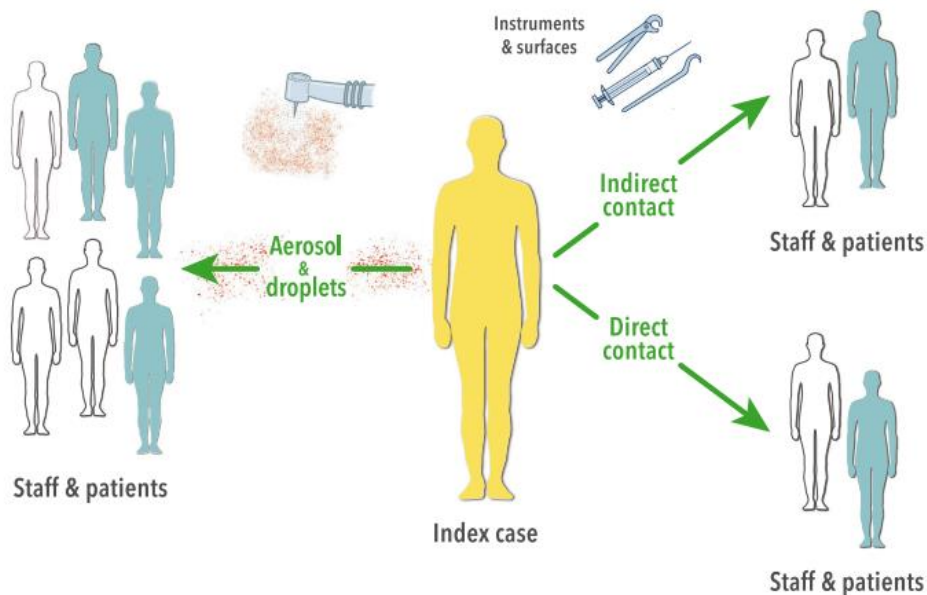 Instruments
& surfaces
Indirect
contact
Staff & patients
Aerosol
&
droplets
Direct
contact
Staff & patients
Index case
Staff & patients